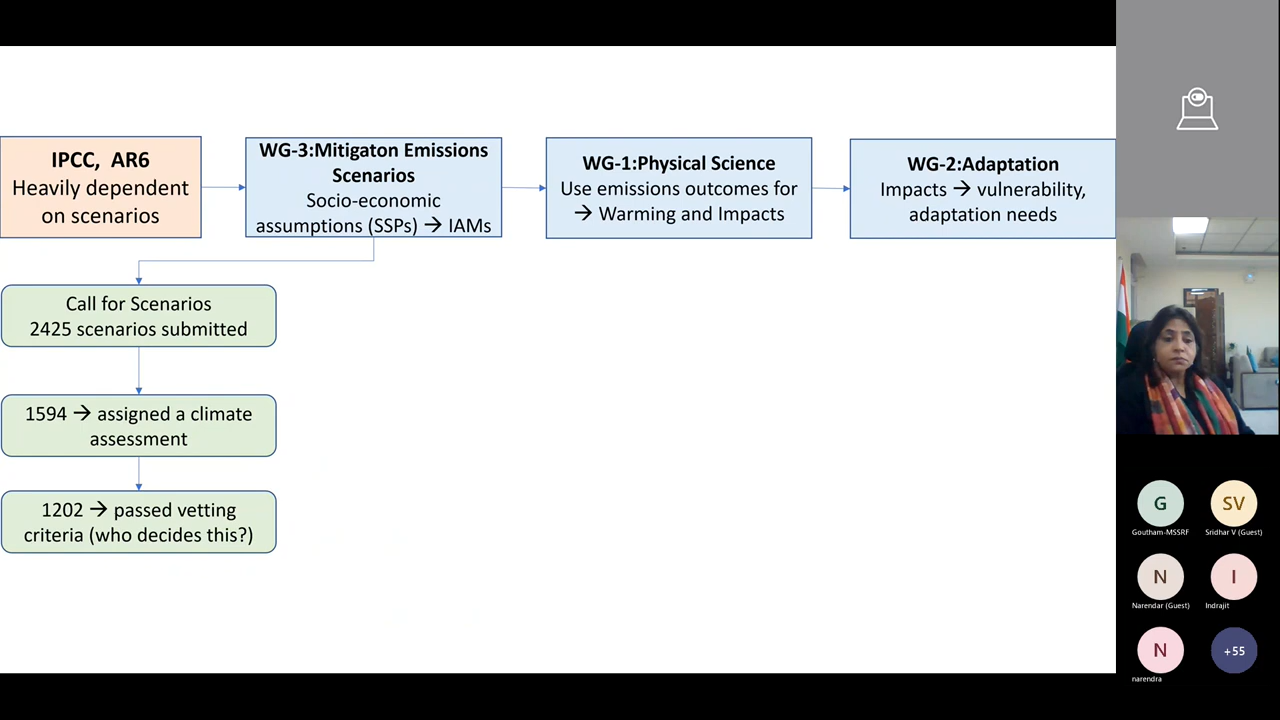 IPCC, AR6
Heavily dependent
on scenarios
WG-3:Mitigaton Emissions
Scenarios
Socio-economic
assumptions (SSPs) → IAMs
WG-1:Physical Science
Use emissions outcomes for
→ Warming and Impacts
WG-2:Adaptation
Impacts → vulnerability,
adaptation needs
Call for Scenarios
2425 scenarios submitted
1594 → assigned a climate
assessment
1202 → passed vetting
criteria (who decides this?)
G
Goutham-MSSRF
SV
Sridhar V (Guest)
N
Narendar (Guest)
I
Indrajit
N
narendra
+55